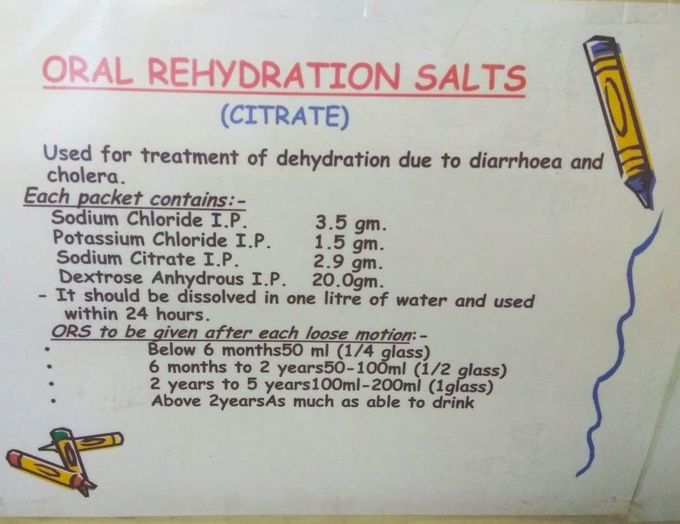 ORAL REHYDRATION SALTS
(CITRATE)
Used for treatment of dehydration due to diarrhoea and
cholera.
Each packet contains:-
Sodium Chloride I.P. 3.5 gm.
Potassium Chloride I.P. 1.5 gm.
Sodium Citrate I.P. 2.9 gm.
Dextrose Anhydrous I.P. 20.0gm.
- It should be dissolved in one litre of water and used
within 24 hours.
ORS to be given after each loose motion:-
• Below 6 months50 ml (1/4 glass)
• 6 months to 2 years50-100ml (1/2 glass)
• 2 years to 5 years100ml-200ml (1glass)
• Above 2yearsAs much as able to drink